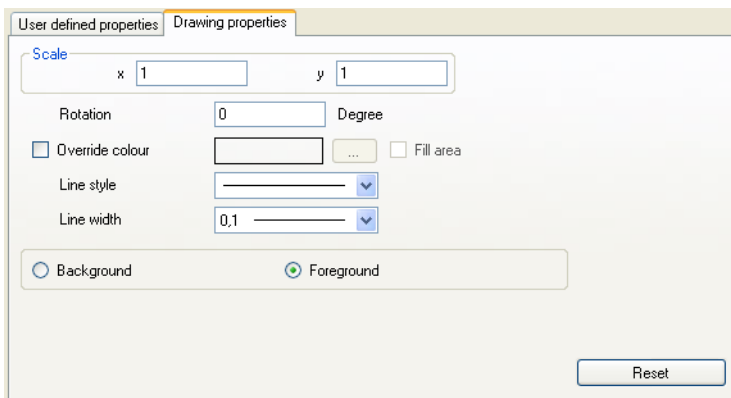 User defined properties Drawing properties
Scale
x 1 y 1
Rotation 0 Degree
Override colour ... Fill area
Line style
Line width 0,1
Background Foreground
Reset